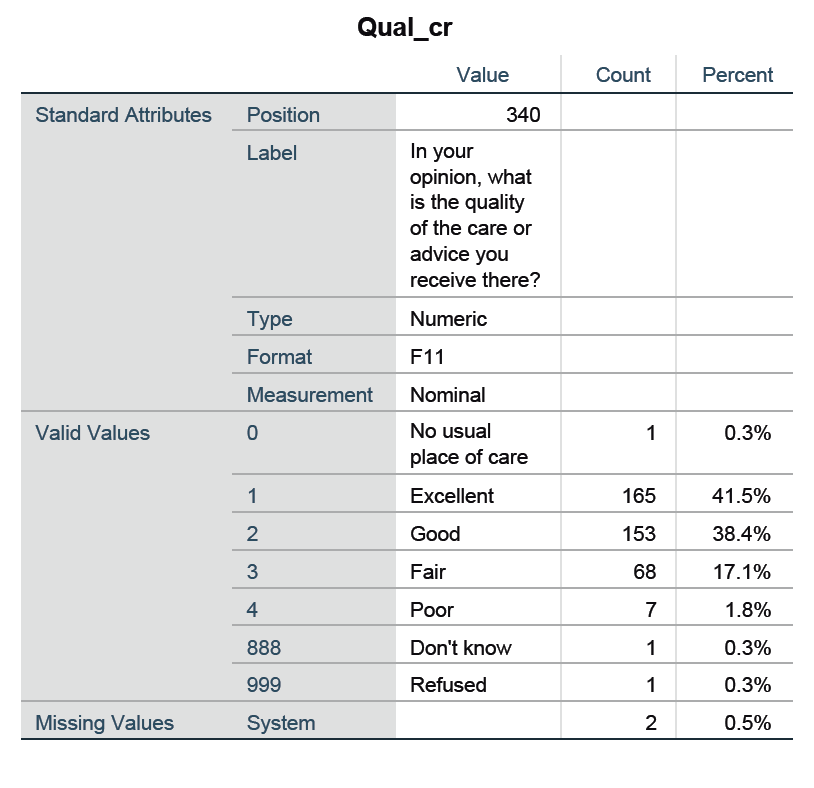 Qual_cr
Value Count Percent
Standard Attributes Position 340
Label In your
opinion, what
is the quality
of the care or
advice you
receive there?
Type Numeric
Format F11
Measurement Nominal
Valid Values 0 No usual 1 0.3%
place of care
1 Excellent 165 41.5%
2 Good 153 38.4%
3 Fair 68 17.1%
4 Poor 7 1.8%
888 Don't know 1 0.3%
999 Refused 1 0.3%
Missing Values System 2 0.5%